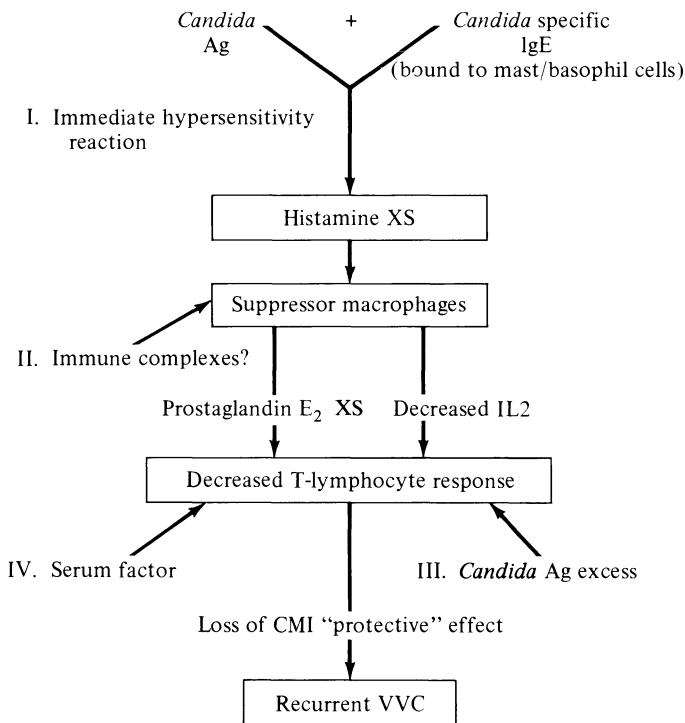 Candida + Candida specific
Ag IgE
(bound to mast/basophil cells)
I. Immediate hypersensitivity
reaction
Histamine XS
Suppressor macrophages
II. Immune complexes?
Prostaglandin E₂ XS Decreased IL2
Decreased T-lymphocyte response
IV. Serum factor III. Candida Ag excess
Loss of CMI “protective” effect
Recurrent VVC